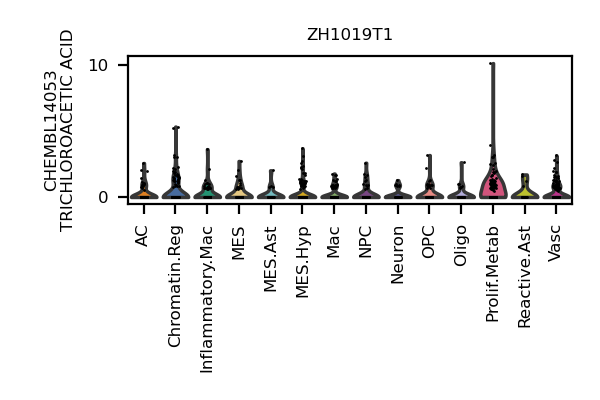 ZH1019T1
CHEMBL14053
TRICHLOROACETIC ACID
10
0
AC
Chromatin.Reg
Inflammatory.Mac
MES
MES.Ast
MES.Hyp
Mac
NPC
Neuron
OPC
Oligo
Prolif.Metab
Reactive.Ast
Vasc